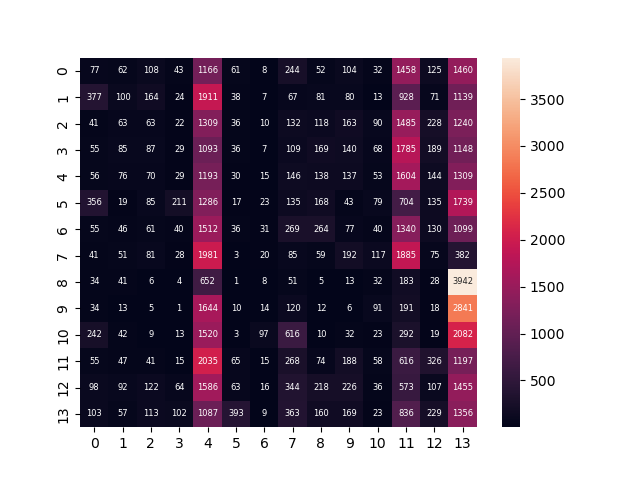 0 77 62 108 43 1166 61 8 244 52 104 32 1458 125 1460
1 377 100 164 24 1911 38 7 67 81 80 13 928 71 1139
2 41 63 63 22 1309 36 10 132 118 163 90 1485 228 1240
3 55 85 87 29 1093 36 7 109 169 140 68 1785 189 1148
4 56 76 70 29 1193 30 15 146 138 137 53 1604 144 1309
5 356 19 85 211 1286 17 23 135 168 43 79 704 135 1739
6 55 46 61 40 1512 36 31 269 264 77 40 1340 130 1099
7 41 51 81 28 1981 3 20 85 59 192 117 1885 75 382
8 34 41 6 4 652 1 8 51 5 13 32 183 28 3942
9 34 13 5 1 1644 10 14 120 12 6 91 191 18 2841
10 242 42 9 13 1520 3 97 616 10 32 23 292 19 2082
11 55 47 41 15 2035 65 15 268 74 188 58 616 326 1197
12 98 92 122 64 1586 63 16 344 218 226 36 573 107 1455
13 103 57 113 102 1087 393 9 363 160 169 23 836 229 1356
0 1 2 3 4 5 6 7 8 9 10 11 12 13
3500
3000
2500
2000
1500
1000
500